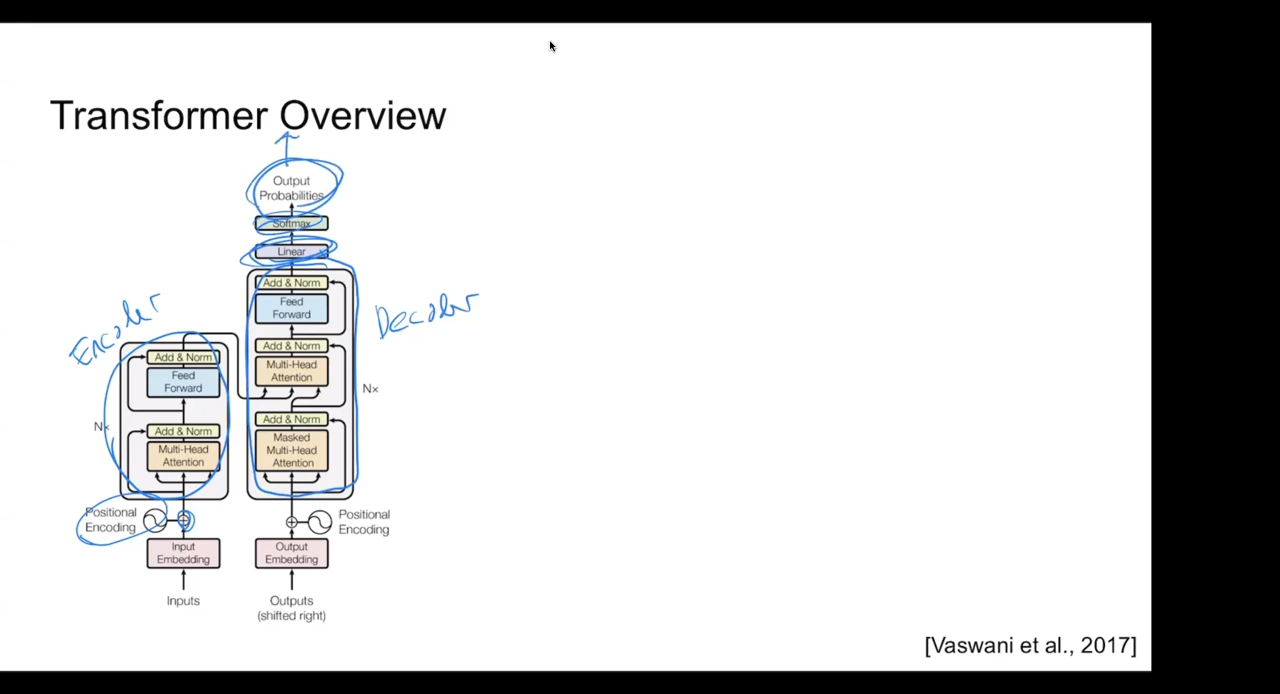 Transformer Overview
Output
Probabilities
Softmax
Linear
Add & Norm
Feed
Forward
Add & Norm
Multi-Head
Attention
Add & Norm
Masked
Multi-Head
Attention
Decoder
Nx
Encoder
Add & Norm
Feed
Forward
Add & Norm
Multi-Head
Attention
Nx
Positional
Encoding
Positional
Encoding
Input
Embedding
Output
Embedding
Inputs
Outputs
(shifted right)
[Vaswani et al., 2017]